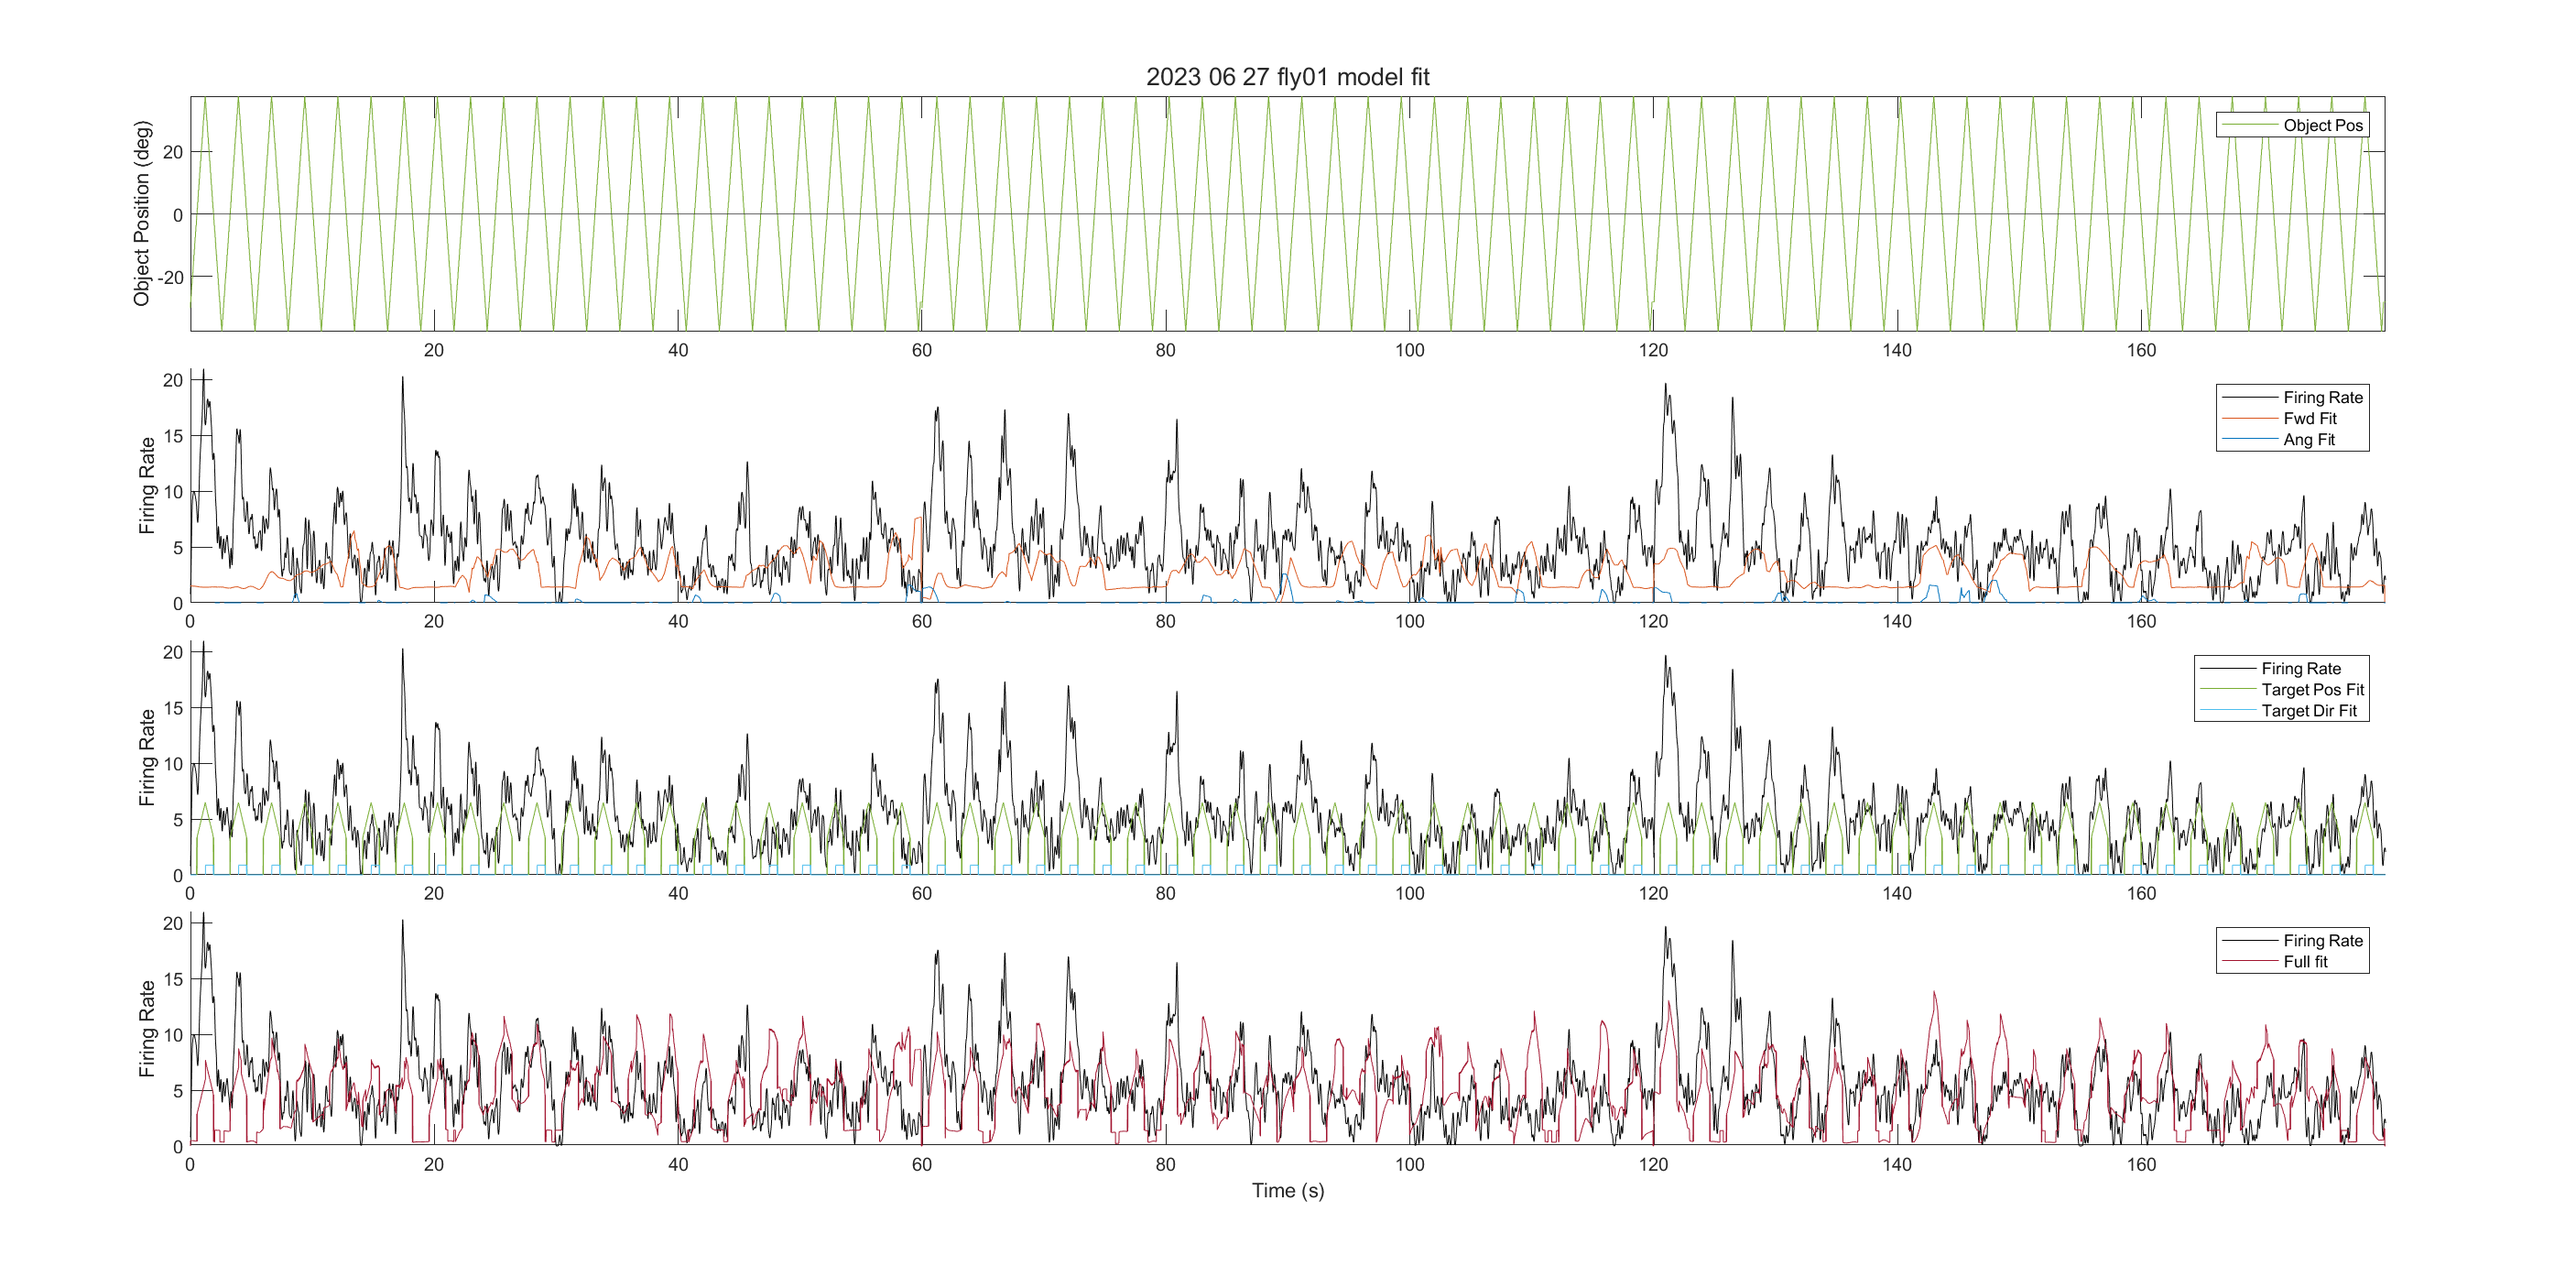 2023 06 27 fly01 model fit
Object Position (deg)
20
0
-20
Object Pos
20 40 60 80 100 120 140 160
Firing Rate
20
15
10
5
0
Firing Rate
Fwd Fit
Ang Fit
0 20 40 60 80 100 120 140 160
Firing Rate
20
15
10
5
0
Firing Rate
Target Pos Fit
Target Dir Fit
0 20 40 60 80 100 120 140 160
Firing Rate
20
15
10
5
0
Firing Rate
Full fit
0 20 40 60 80 100 120 140 160
Time (s)